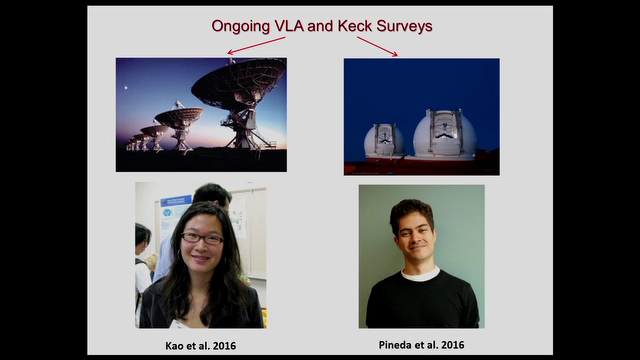 Ongoing VLA and Keck Surveys
Kao et al. 2016
Pineda et al. 2016